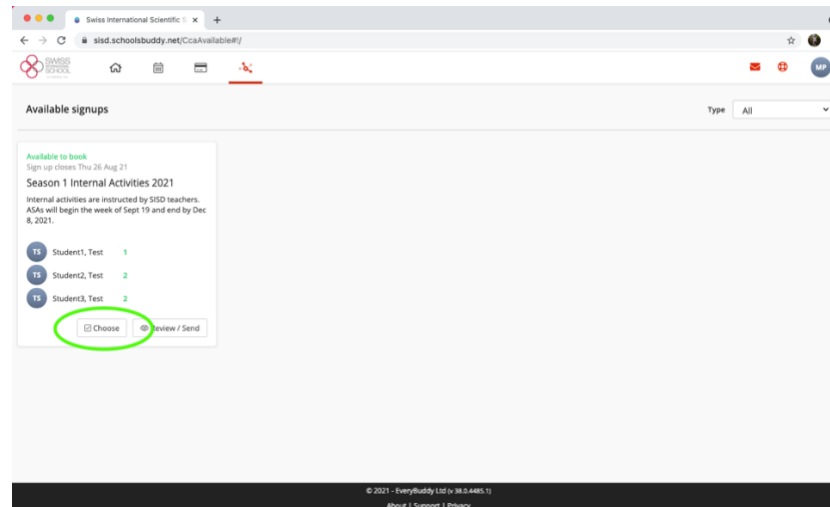 Swiss International Scientific S
sisd.schoolsbuddy.net/CcaAvailable#!/
SWISS
SCHOOL
MP
Available signups
Type
All
Available to book
Sign up closes Thu 26 Aug 21
Season 1 Internal Activities 2021
Internal activities are instructed by SISD teachers.
ASAs will begin the week of Sept 19 and end by Dec
8, 2021.
TS Student1, Test 1
TS Student2, Test 2
TS Student3, Test 2
Choose
Review / Send
© 2021 - EveryBuddy Ltd (v 38.0.4485.1)
About | Support | Privacy